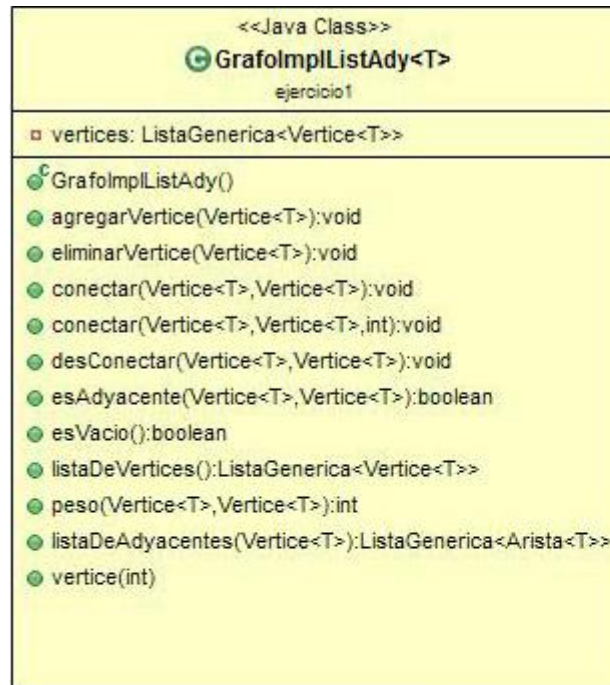 <<Java Class>>
GrafoImplListAdy<T>
ejercicio1
vertices: ListaGenerica<Vertice<T>>
GrafoImplListAdy()
agregarVertice(Vertice<T>):void
eliminarVertice(Vertice<T>):void
conectar(Vertice<T>,Vertice<T>):void
conectar(Vertice<T>,Vertice<T>,int):void
desConectar(Vertice<T>,Vertice<T>):void
esAdyacente(Vertice<T>,Vertice<T>):boolean
esVacio():boolean
listaDeVertices():ListaGenerica<Vertice<T>>
peso(Vertice<T>,Vertice<T>):int
listaDeAdyacentes(Vertice<T>):ListaGenerica<Arista<T>>
vertice(int)